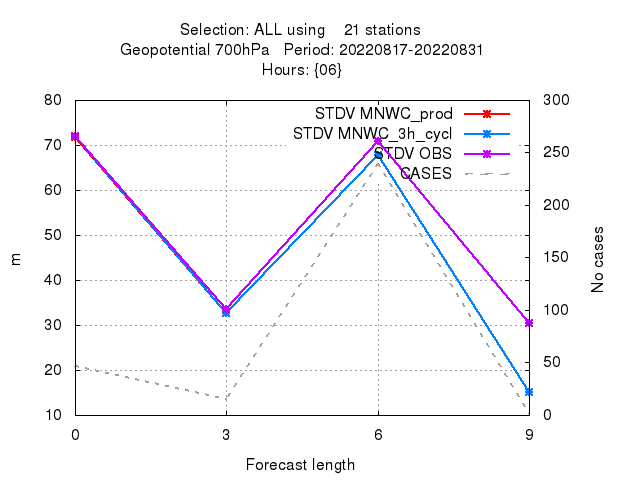 Selection: ALL using    21 stations
Geopotential 700hPa   Period: 20220817-20220831
Hours: {06}
80
70
60
50
40
30
20
10
m
300
250
200
150
100
50
0
No cases
STDV MNWC_prod
STDV MNWC_3h_cycl
STDV OBS
CASES
0
3
6
9
Forecast length